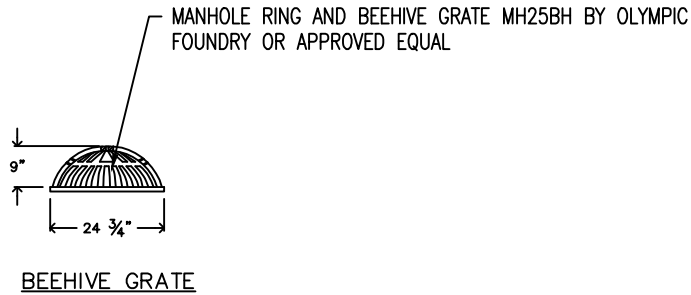 MANHOLE RING AND BEEHIVE GRATE MH25BH BY OLYMPIC
FOUNDRY OR APPROVED EQUAL
9"
24 ¾"
BEEHIVE GRATE